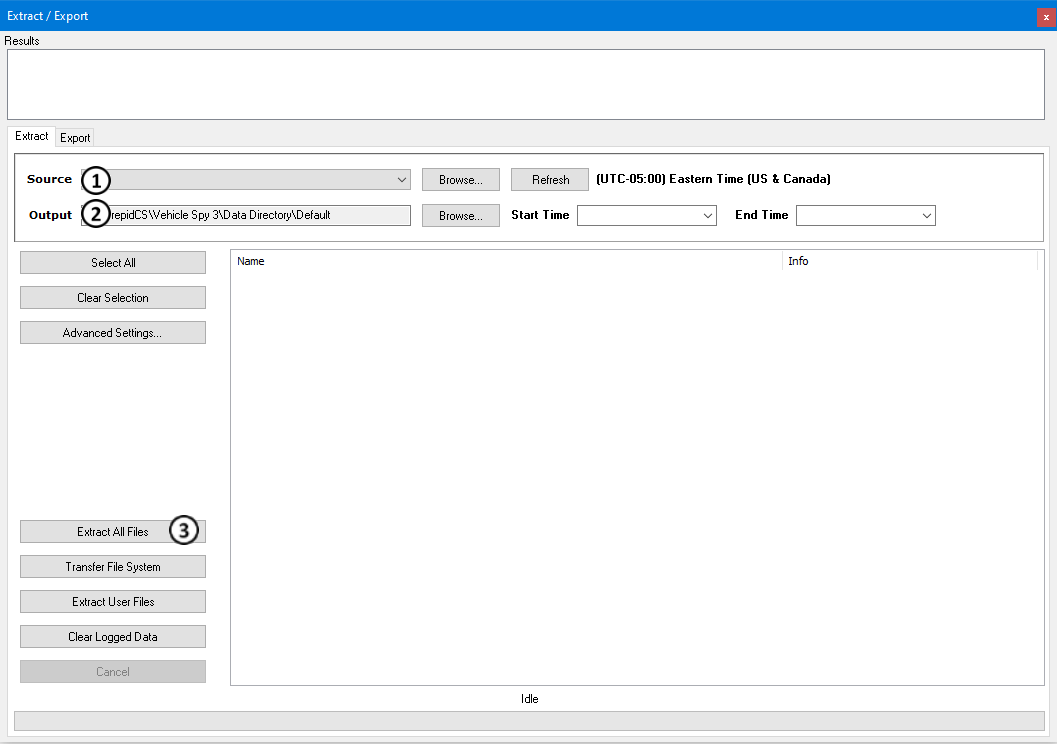 Extract / Export
x
Results
Extract Export
Source 1 Browse... Refresh (UTC-05:00) Eastern Time (US & Canada)
Output 2 repidCS\Vehicle Spy 3\Data Directory\Default Browse... Start Time End Time
Select All
Clear Selection
Advanced Settings...
Name Info
Extract All Files 3
Transfer File System
Extract User Files
Clear Logged Data
Cancel
Idle